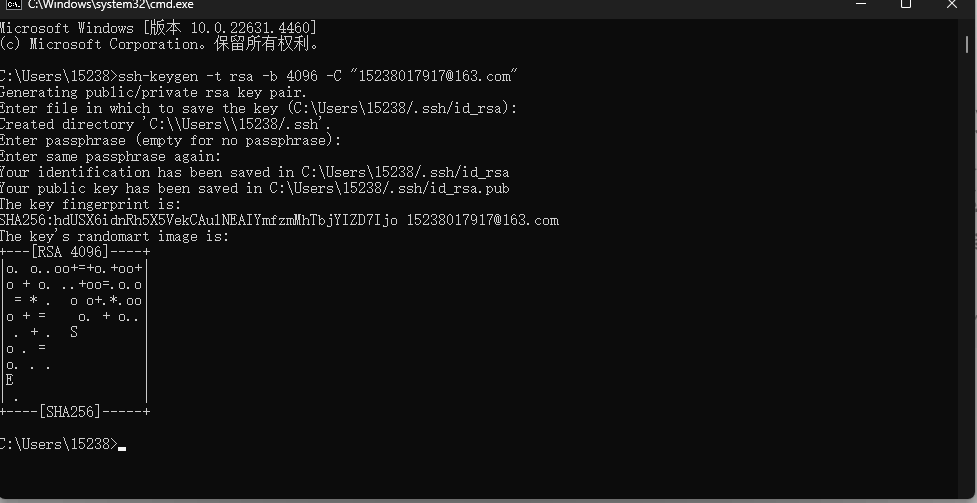 C:\Windows\system32\cmd.exe
Microsoft Windows [版本 10.0.22631.4460]
(c) Microsoft Corporation。保留所有权利。
C:\Users\15238>ssh-keygen -t rsa -b 4096 -C "15238017917@163.com"
Generating public/private rsa key pair.
Enter file in which to save the key (C:\Users\15238/.ssh/id_rsa):
Created directory 'C:\\Users\\15238/.ssh'.
Enter passphrase (empty for no passphrase):
Enter same passphrase again:
Your identification has been saved in C:\Users\15238/.ssh/id_rsa
Your public key has been saved in C:\Users\15238/.ssh/id_rsa.pub
The key fingerprint is:
SHA256:hdUSX6idnRh5X5VekCAu1NEAIYmfzmMhTbjYIZD7Ijo 15238017917@163.com
The key's randomart image is:
+---[RSA 4096]----+
|o. o..oo+=+o.+oo+|
|o + o. ..+oo=.o.o|
| = * .  o o+.*.oo|
|o + =    o. + o..|
| . + .  S        |
|o . =            |
|o. . .           |
|E                |
| .               |
+----[SHA256]-----+
C:\Users\15238>